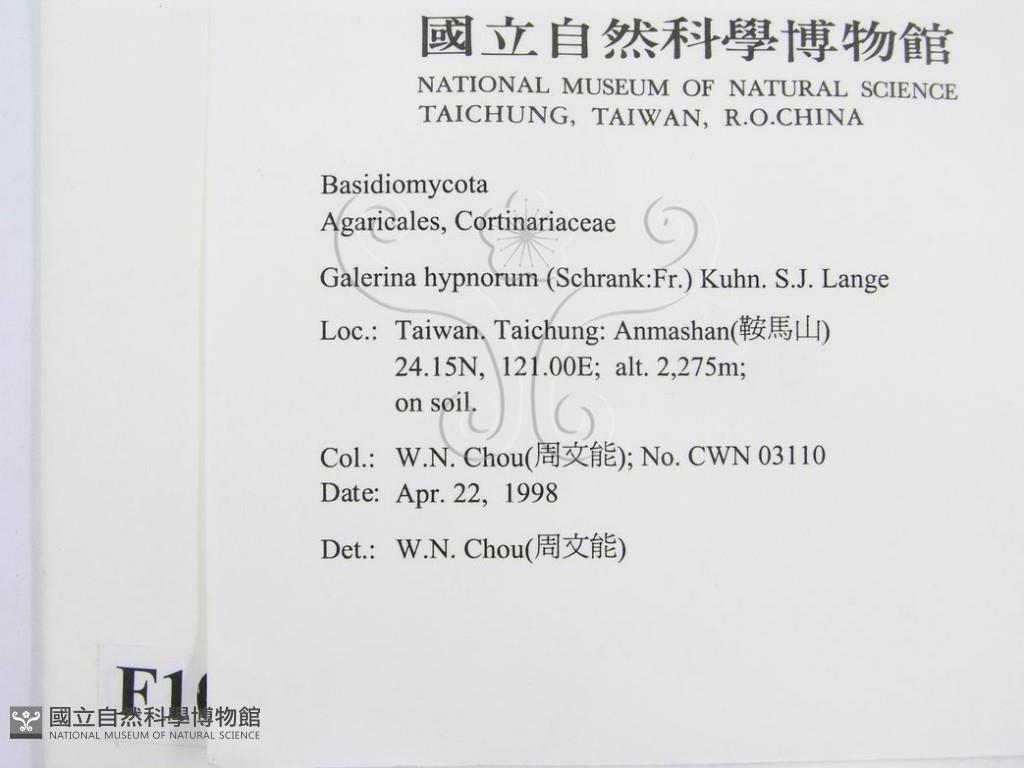 國立自然科學博物館
NATIONAL MUSEUM OF NATURAL SCIENCE
TAICHUNG, TAIWAN, R.O.CHINA
Basidiomycota
Agaricales, Cortinariaceae
Galerina hypnorum (Schrank:Fr.) Kuhn. S.J. Lange
Loc.: Taiwan. Taichung: Anmashan(鞍馬山)
24.15N, 121.00E; alt. 2,275m;
on soil.
Col.: W.N. Chou(周文能); No. CWN 03110
Date: Apr. 22, 1998
Det.: W.N. Chou(周文能)
國立自然科學博物館
NATIONAL MUSEUM OF NATURAL SCIENCE